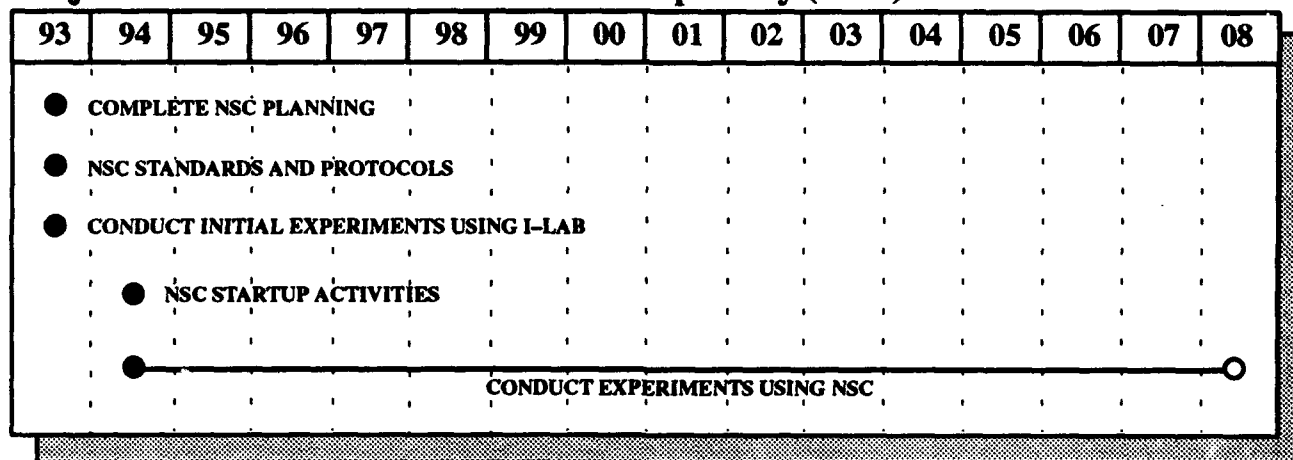 93 94 95 96 97 98 99 00 01 02 03 04 05 06 07 08
COMPLETE NSC PLANNING
NSC STANDARDS AND PROTOCOLS
CONDUCT INITIAL EXPERIMENTS USING I-LAB
NSC STARTUP ACTIVITIES
CONDUCT EXPERIMENTS USING NSC